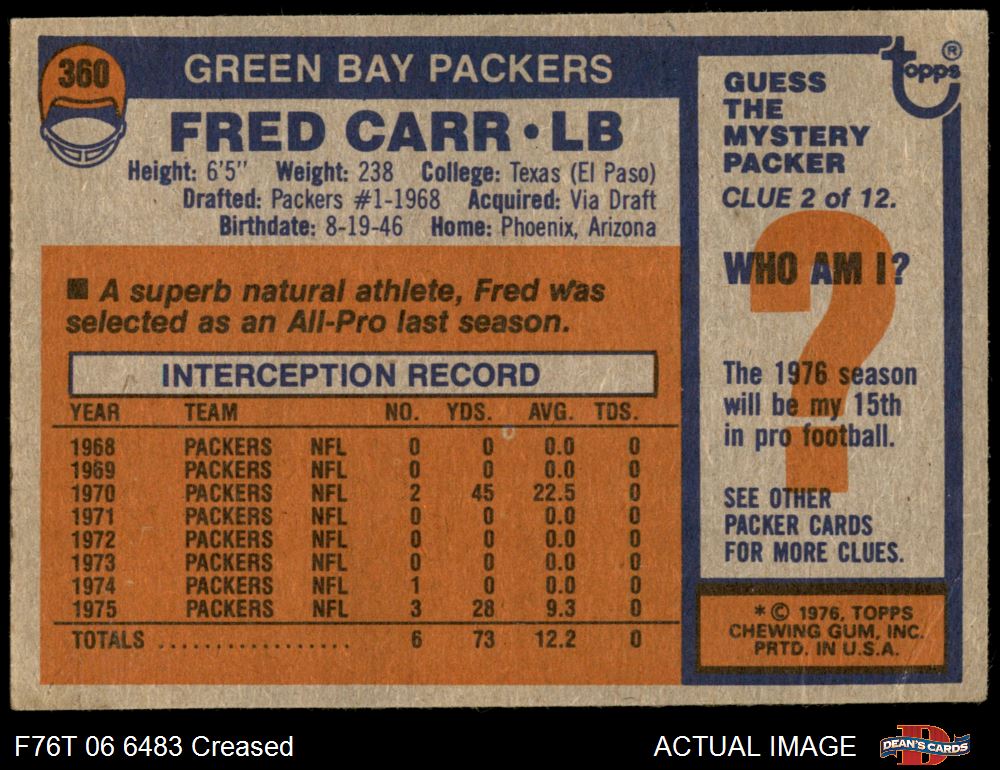 360
GREEN BAY PACKERS
FRED CARR • LB
Height: 6'5" Weight: 238 College: Texas (El Paso)
Drafted: Packers #1-1968 Acquired: Via Draft
Birthdate: 8-19-46 Home: Phoenix, Arizona
■ A superb natural athlete, Fred was
selected as an All-Pro last season.
INTERCEPTION RECORD
YEAR TEAM NO. YDS. AVG. TDS.
1968 PACKERS NFL 0 0 0.0 0
1969 PACKERS NFL 0 0 0.0 0
1970 PACKERS NFL 2 45 22.5 0
1971 PACKERS NFL 0 0 0.0 0
1972 PACKERS NFL 0 0 0.0 0
1973 PACKERS NFL 0 0 0.0 0
1974 PACKERS NFL 1 0 0.0 0
1975 PACKERS NFL 3 28 9.3 0
TOTALS .................. 6 73 12.2 0
topps ®
GUESS
THE
MYSTERY
PACKER
CLUE 2 of 12.
WHO AM I?
?
The 1976 season
will be my 15th
in pro football.
SEE OTHER
PACKER CARDS
FOR MORE CLUES.
* © 1976, TOPPS
CHEWING GUM, INC.
PRTD. IN U.S.A.
F76T 06 6483 Creased
ACTUAL IMAGE
D
DEAN'S CARDS